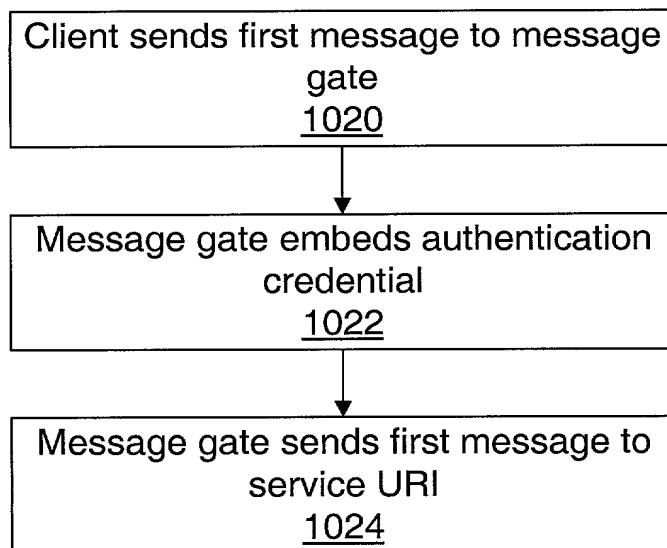 Client sends first message to message
gate
1020
Message gate embeds authentication
credential
1022
Message gate sends first message to
service URI
1024